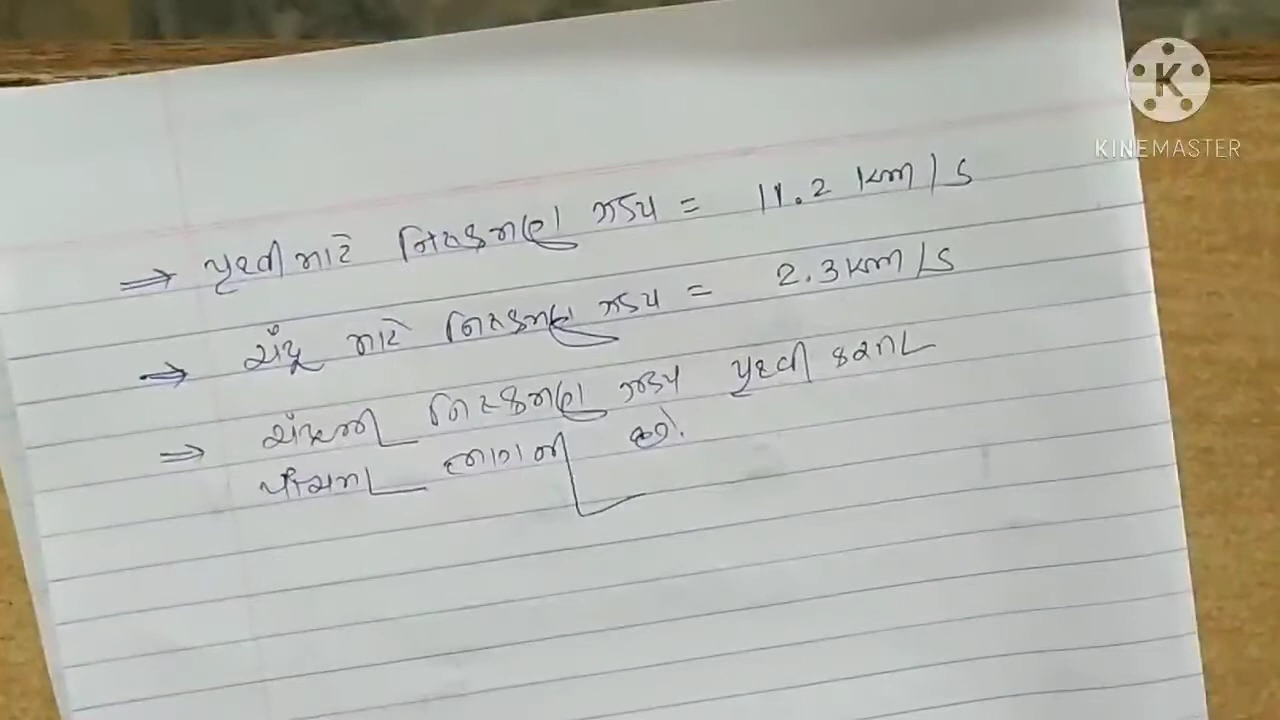 ⇒ પૃથ્વી માટે નિષ્ક્રમણ ઝડપ = 11.2 km/s
⇒ ચંદ્ર માટે નિષ્ક્રમણ ઝડપ = 2.3 km/s
⇒ ચંદ્રની નિષ્ક્રમણ ઝડપ પૃથ્વી કરતાં
પાંચમાં ભાગની
K
KINEMASTER